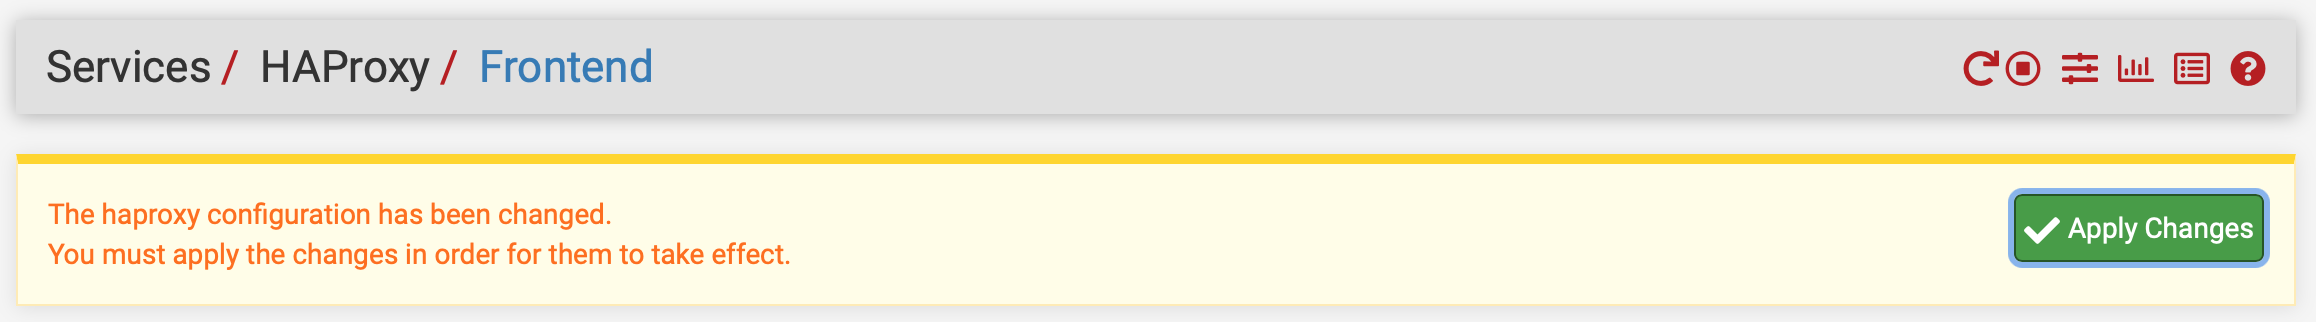 Services / HAProxy / Frontend
The haproxy configuration has been changed.
You must apply the changes in order for them to take effect.
Apply Changes